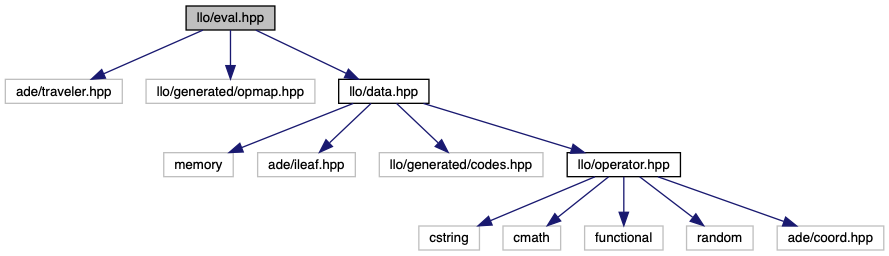 llo/eval.hpp
ade/traveler.hpp
llo/generated/opmap.hpp
llo/data.hpp
memory
ade/ileaf.hpp
llo/generated/codes.hpp
llo/operator.hpp
cstring
cmath
functional
random
ade/coord.hpp